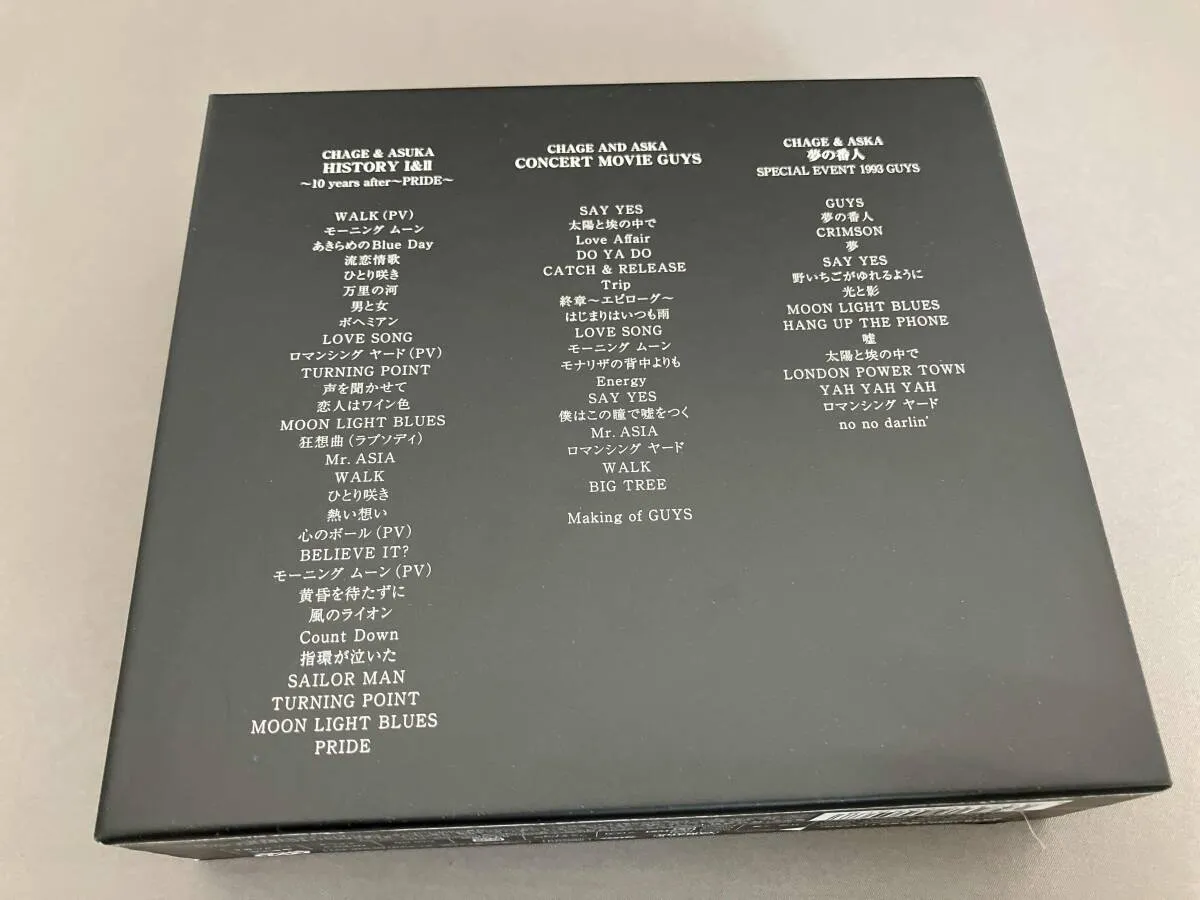 CHAGE & ASUKA
HISTORY I&II
~10 years after~PRIDE~
WALK (PV)
モーニング ムーン
あきらめのBlue Day
流恋情歌
ひとり咲き
万里の河
男と女
ボヘミアン
LOVE SONG
ロマンシング ヤード (PV)
TURNING POINT
声を聞かせて
恋人はワイン色
MOON LIGHT BLUES
狂想曲 (ラプソディ)
Mr. ASIA
WALK
ひとり咲き
熱い想い
心のボール (PV)
BELIEVE IT?
モーニング ムーン (PV)
黄昏を待たずに
風のライオン
Count Down
指環が泣いた
SAILOR MAN
TURNING POINT
MOON LIGHT BLUES
PRIDE
CHAGE AND ASKA
CONCERT MOVIE GUYS
SAY YES
太陽と埃の中で
Love Affair
DO YA DO
CATCH & RELEASE
Trip
終章~エピローグ~
はじまりはいつも雨
LOVE SONG
モーニング ムーン
モナリザの背中よりも
Energy
SAY YES
僕はこの瞳で嘘をつく
Mr. ASIA
ロマンシング ヤード
WALK
BIG TREE
Making of GUYS
CHAGE & ASKA
夢の番人
SPECIAL EVENT 1993 GUYS
GUYS
夢の番人
CRIMSON
夢
SAY YES
野いちごがゆれるように
光と影
MOON LIGHT BLUES
HANG UP THE PHONE
嘘
太陽と埃の中で
LONDON POWER TOWN
YAH YAH YAH
ロマンシング ヤード
no no darlin'